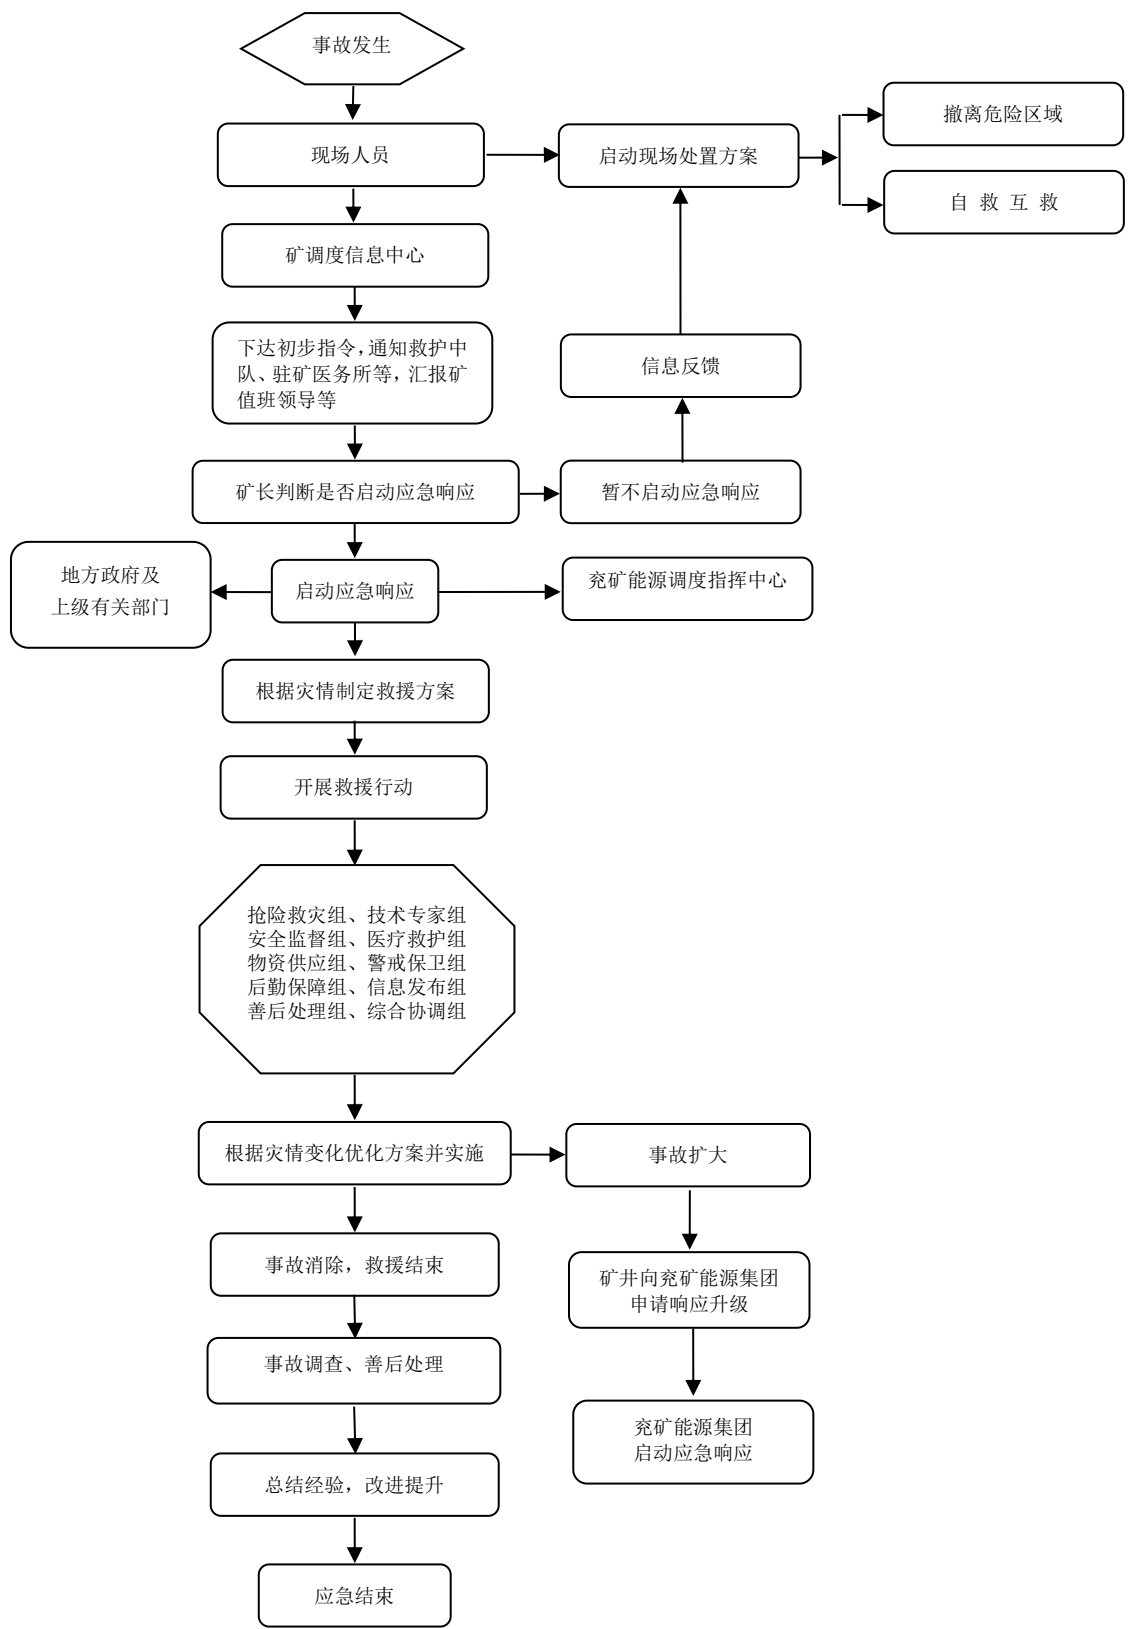 事故发生
现场人员
启动现场处置方案
撤离危险区域
自 救 互 救
矿调度信息中心
下达初步指令，通知救护中
队、驻矿医务所等，汇报矿
值班领导等
信息反馈
矿长判断是否启动应急响应
暂不启动应急响应
地方政府及
上级有关部门
启动应急响应
兖矿能源调度指挥中心
根据灾情制定救援方案
开展救援行动
抢险救灾组、技术专家组
安全监督组、医疗救护组
物资供应组、警戒保卫组
后勤保障组、信息发布组
善后处理组、综合协调组
根据灾情变化优化方案并实施
事故扩大
事故消除，救援结束
矿井向兖矿能源集团
申请响应升级
事故调查、善后处理
兖矿能源集团
启动应急响应
总结经验，改进提升
应急结束